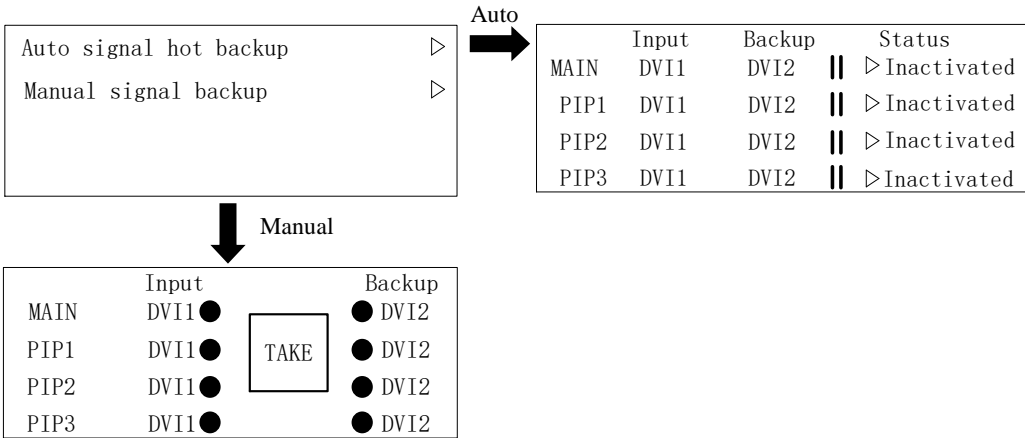 Auto
Auto signal hot backup
Manual signal backup
Input Backup Status
MAIN DVI1 DVI2 Inactivated
PIP1 DVI1 DVI2 Inactivated
PIP2 DVI1 DVI2 Inactivated
PIP3 DVI1 DVI2 Inactivated
Manual
Input Backup
MAIN DVI1 DVI2
PIP1 DVI1 TAKE DVI2
PIP2 DVI1 DVI2
PIP3 DVI1 DVI2